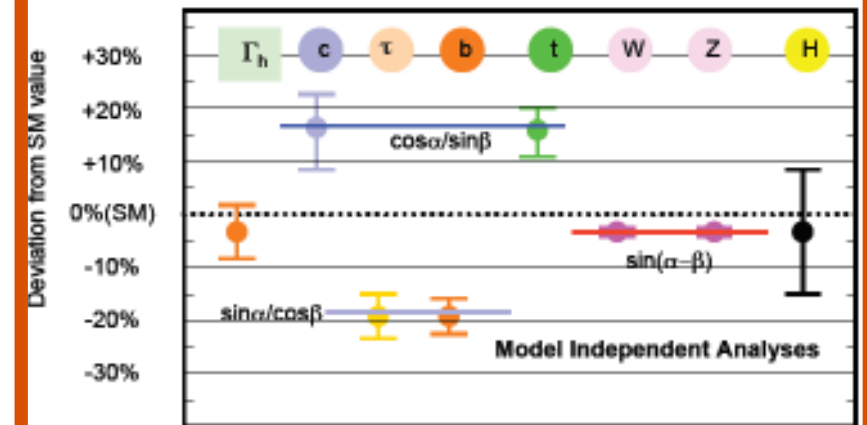 Deviation from SM value
+30%
+20%
+10%
0%(SM)
-10%
-20%
-30%
Γh c τ b t W Z H
cosα/sinβ
sin(α−β)
sinα/cosβ
Model Independent Analyses